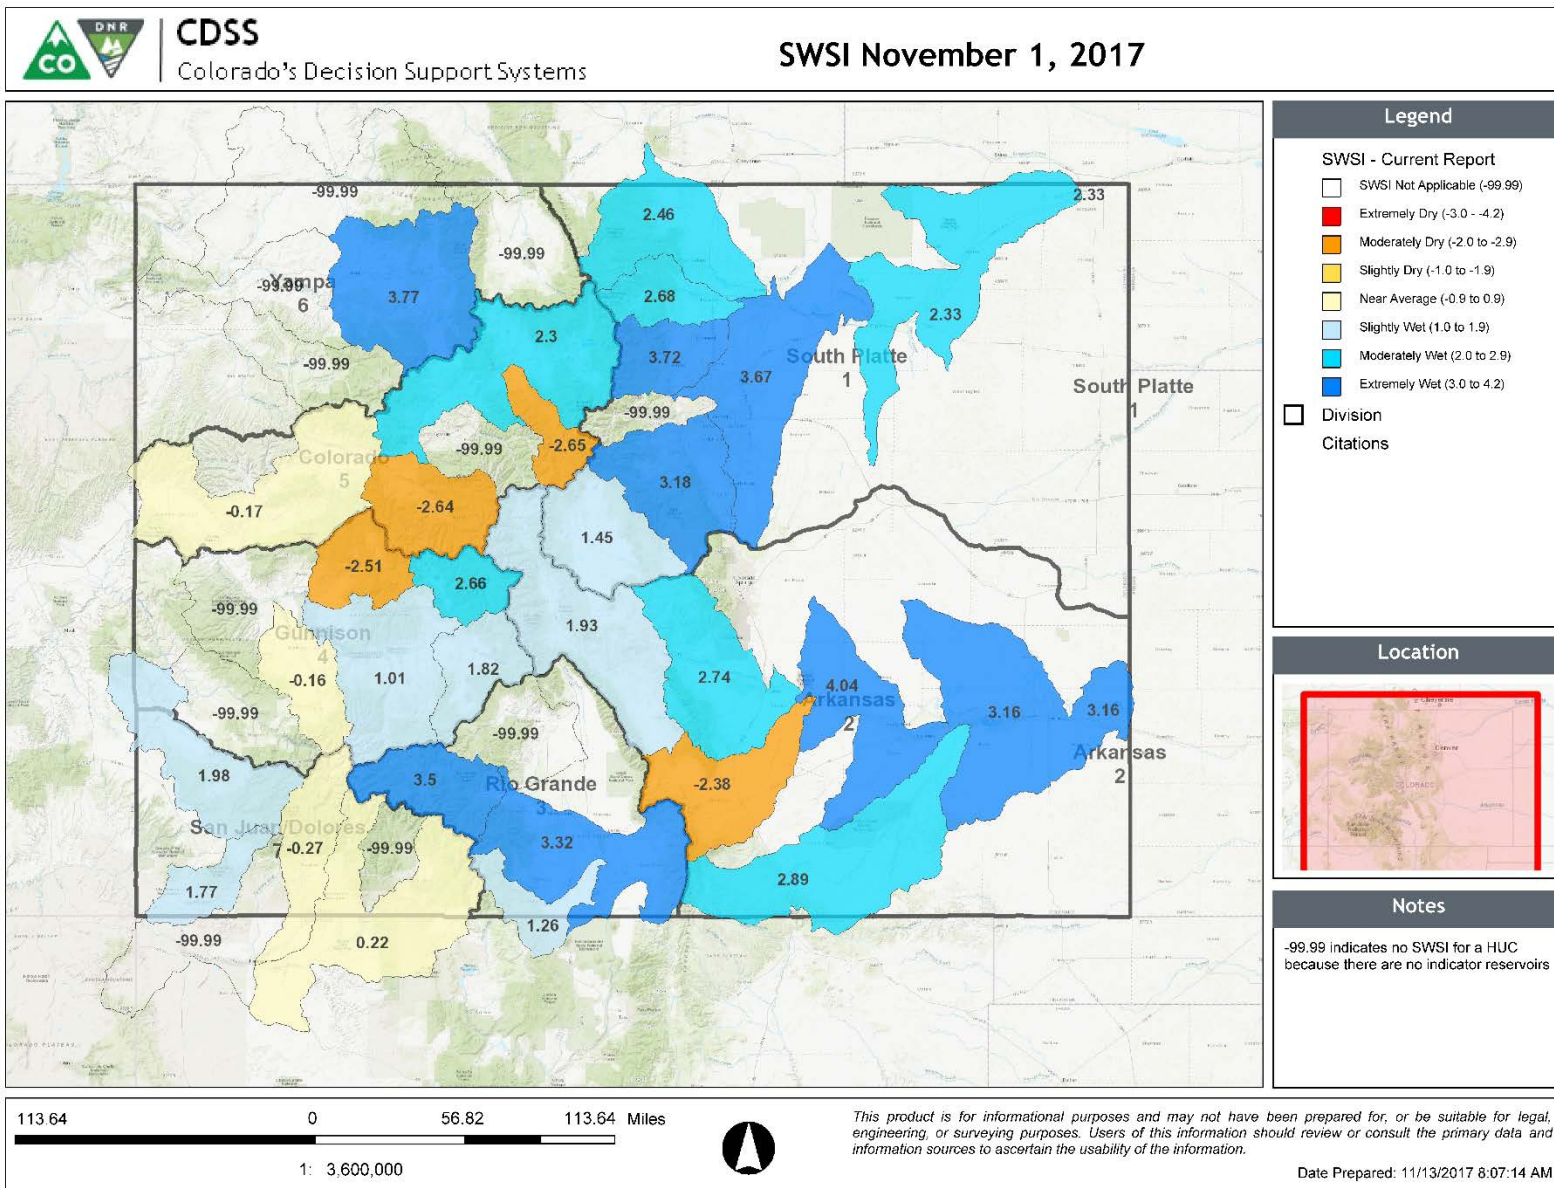 DNR
CO
CDSS
Colorado's Decision Support Systems
SWSI November 1, 2017
-99.99
2.33
2.46
-99.99
Yampa
6
-99.99
3.77
2.68
2.33
2.3
-99.99
3.72
3.67
South Platte
1
South Platte
1
-99.99
-99.99
-2.65
Colorado
5
3.18
-0.17
-2.64
1.45
-2.51
2.66
-99.99
Gunnison
4
1.93
-0.16
1.01
1.82
2.74
4.04
Arkansas
2
3.16
3.16
-99.99
-99.99
Arkansas
2
1.98
3.5
Rio Grande
3
-2.38
San Juan/Dolores
7
-0.27
-99.99
3.32
2.89
1.77
1.26
-99.99
0.22
Legend
SWSI - Current Report
SWSI Not Applicable (-99.99)
Extremely Dry (-3.0 - -4.2)
Moderately Dry (-2.0 to -2.9)
Slightly Dry (-1.0 to -1.9)
Near Average (-0.9 to 0.9)
Slightly Wet (1.0 to 1.9)
Moderately Wet (2.0 to 2.9)
Extremely Wet (3.0 to 4.2)
Division
Citations
Location
COLORADO
Notes
-99.99 indicates no SWSI for a HUC
because there are no indicator reservoirs
113.64 0 56.82 113.64 Miles
1: 3,600,000
This product is for informational purposes and may not have been prepared for, or be suitable for legal,
engineering, or surveying purposes. Users of this information should review or consult the primary data and
information sources to ascertain the usability of the information.
Date Prepared: 11/13/2017 8:07:14 AM